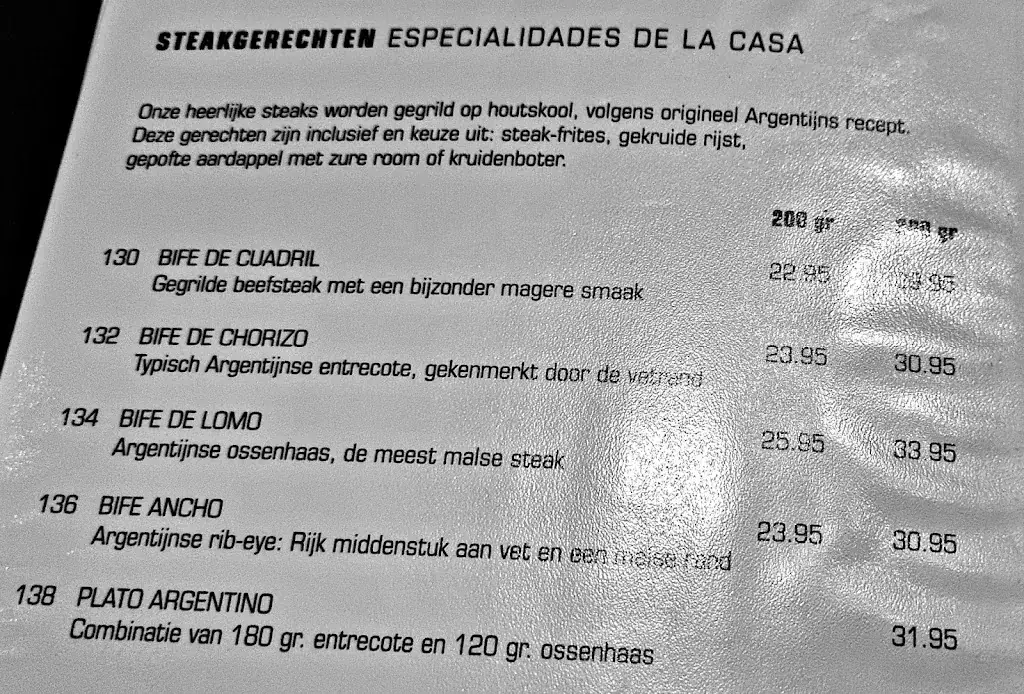 STEAKGERECHTEN ESPECIALIDADES DE LA CASA
Onze heerlijke steaks worden gegrild op houtskool, volgens origineel Argentijns recept.
Deze gerechten zijn inclusief en keuze uit: steak-frites, gekruide rijst,
gepofte aardappel met zure room of kruidenboter.
200 gr gr
130 BIFE DE CUADRIL
Gegrilde beefsteak met een bijzonder magere smaak 22.95
132 BIFE DE CHORIZO
Typisch Argentijnse entrecote, gekenmerkt door de vetrand 23.95 30.95
134 BIFE DE LOMO
Argentijnse ossenhaas, de meest malse steak 25.95 33.95
136 BIFE ANCHO
Argentijnse rib-eye: Rijk middenstuk aan vet en een malse rand 23.95 30.95
138 PLATO ARGENTINO
Combinatie van 180 gr. entrecote en 120 gr. ossenhaas 31.95